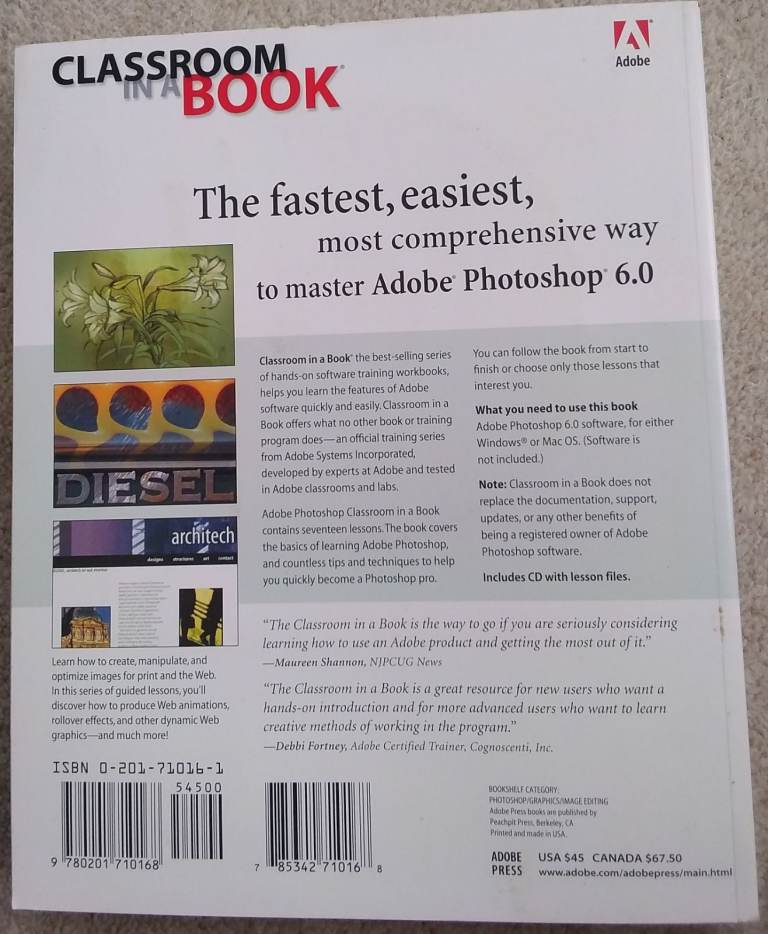 CLASSROOM
IN A
BOOK®
Adobe
The fastest, easiest,
most comprehensive way
to master Adobe® Photoshop® 6.0
DIESEL
architech
designs structures art contact
Learn how to create, manipulate, and
optimize images for print and the Web.
In this series of guided lessons, you'll
discover how to produce Web animations,
rollover effects, and other dynamic Web
graphics—and much more!
Classroom in a Book® the best-selling series
of hands-on software training workbooks,
helps you learn the features of Adobe
software quickly and easily. Classroom in a
Book offers what no other book or training
program does—an official training series
from Adobe Systems Incorporated,
developed by experts at Adobe and tested
in Adobe classrooms and labs.
Adobe Photoshop Classroom in a Book
contains seventeen lessons. The book covers
the basics of learning Adobe Photoshop,
and countless tips and techniques to help
you quickly become a Photoshop pro.
You can follow the book from start to
finish or choose only those lessons that
interest you.
What you need to use this book
Adobe Photoshop 6.0 software, for either
Windows® or Mac OS. (Software is
not included.)
Note: Classroom in a Book does not
replace the documentation, support,
updates, or any other benefits of
being a registered owner of Adobe
Photoshop software.
Includes CD with lesson files.
"The Classroom in a Book is the way to go if you are seriously considering
learning how to use an Adobe product and getting the most out of it."
—Maureen Shannon, NJPCUG News
"The Classroom in a Book is a great resource for new users who want a
hands-on introduction and for more advanced users who want to learn
creative methods of working in the program."
—Debbi Fortney, Adobe Certified Trainer, Cognoscenti, Inc.
ISBN 0-201-71016-1
54500
9 780201 710168
7 85342 71016 8
BOOKSHELF CATEGORY:
PHOTOSHOP/GRAPHICS/IMAGE EDITING
Adobe Press books are published by
Peachpit Press, Berkeley, CA
Printed and made in USA.
ADOBE PRESS
USA $45 CANADA $67.50
www.adobe.com/adobepress/main.html